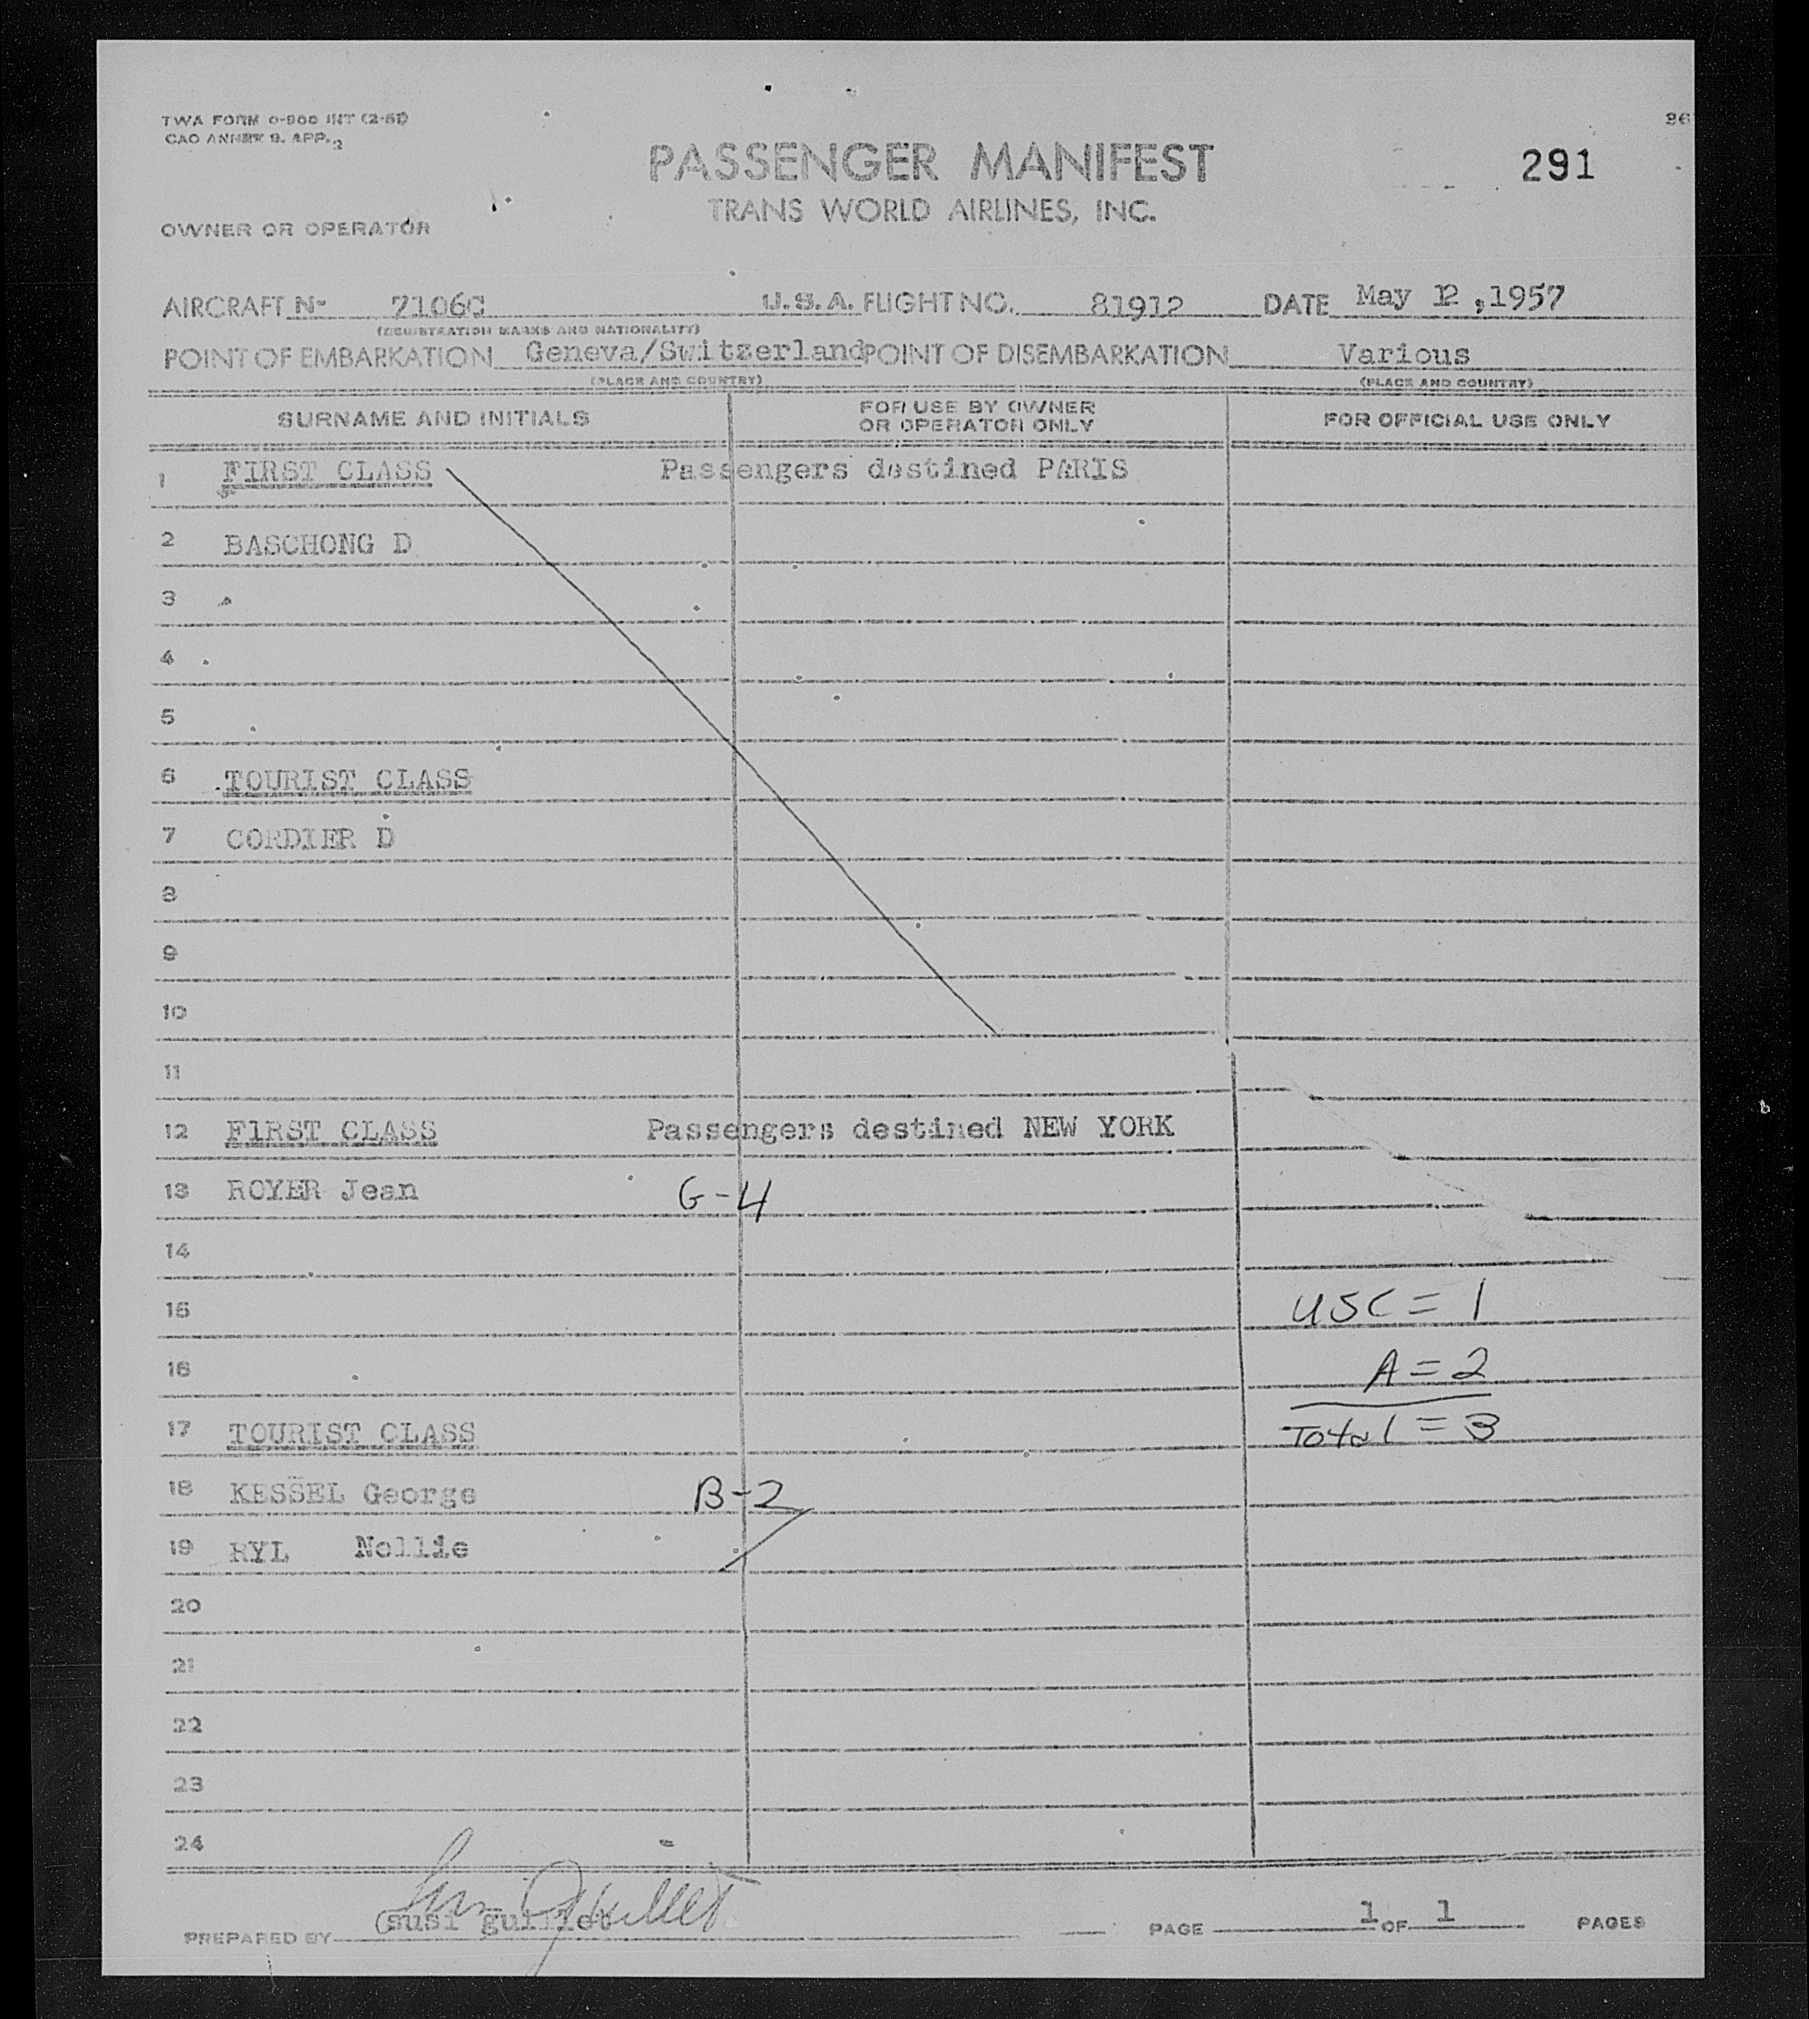 TWA FORM 0-900 INT (2-51)
CAO ANNEX 9. APP. 2
PASSENGER MANIFEST
291
TRANS WORLD AIRLINES, INC.
OWNER OR OPERATOR
AIRCRAFT No 7106C U.S.A. FLIGHT NO. 81912 DATE May 12, 1957
(REGISTRATION MARKS AND NATIONALITY)
POINT OF EMBARKATION Geneva/Switzerland POINT OF DISEMBARKATION Various
(PLACE AND COUNTRY) (PLACE AND COUNTRY)
SURNAME AND INITIALS FOR USE BY OWNER OR OPERATOR ONLY FOR OFFICIAL USE ONLY
1 FIRST CLASS Passengers destined PARIS
2 BASCHONG D
3
4
5
6 TOURIST CLASS
7 CORDIER D
8
9
10
11
12 FIRST CLASS Passengers destined NEW YORK
13 ROYER Jean G-4
14
15 USC = 1
16 A = 2
17 TOURIST CLASS Total = 3
18 KESSEL George B-2
19 RYL Nellie
20
21
22
23
24
PREPARED BY (susi guillet PAGE 1 OF 1 PAGES